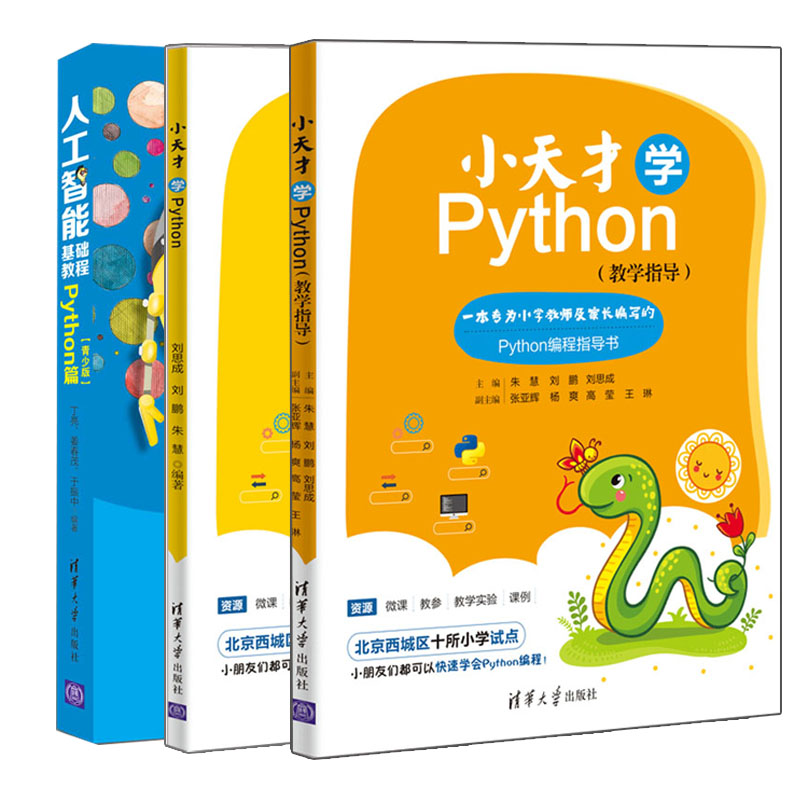 人工智能
基础
教程
Python篇
【青少版】
丁亮、姜春茂、于振中 编著
清华大学出版社
小天才
学
Python
刘思成 刘鹏 朱慧 编著
清华大学出版社
资源 微课
北京西城区
小朋友们都可
小天才
学
Python(教学指导)
主编 朱慧 刘鹏 刘思成
副主编 张亚辉 杨爽 高莹 王琳
清华大学出版社
小天才学
Python
(教学指导)
一本专为小学教师及家长编写的
Python编程指导书
主编 朱慧 刘鹏 刘思成
副主编 张亚辉 杨爽 高莹 王琳
资源 微课 教参 教学实验 课例
北京西城区十所小学试点
小朋友们都可以快速学会Python编程!
清华大学出版社